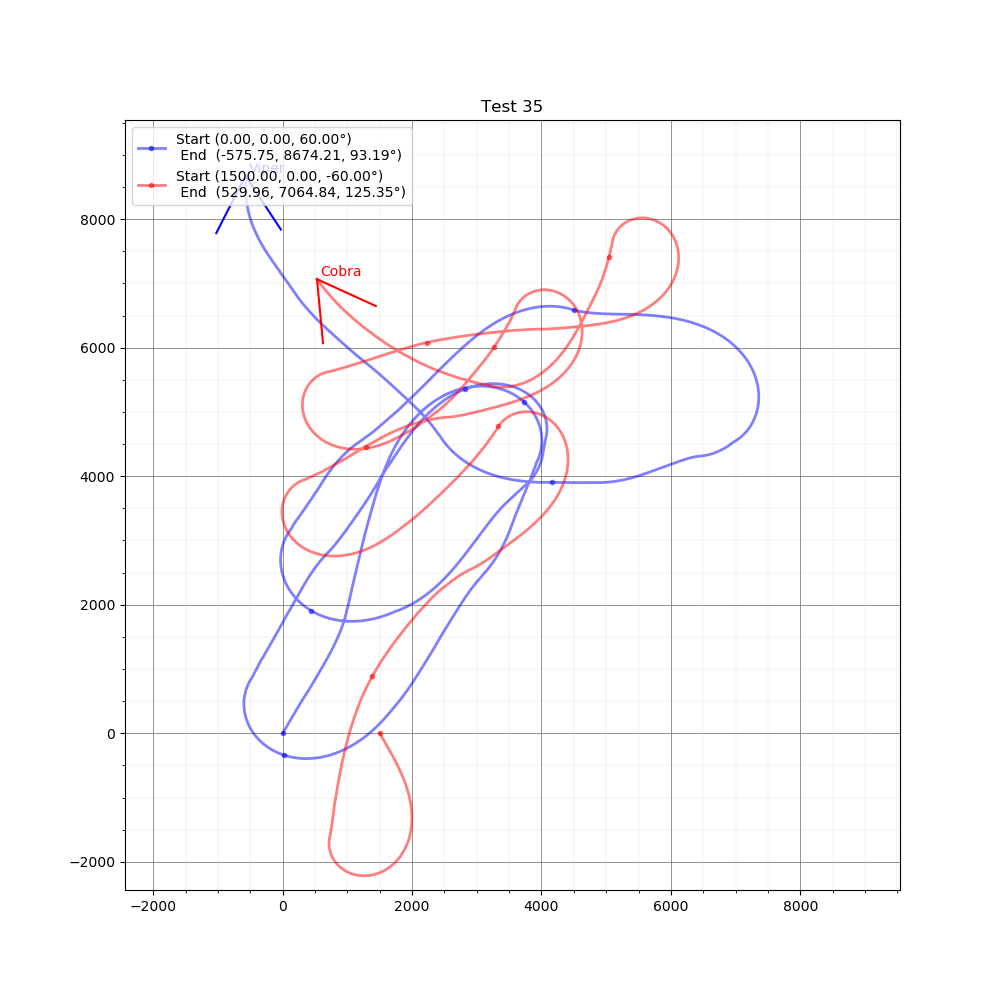 Test 35
Start (0.00, 0.00, 60.00°)
End (-575.75, 8674.21, 93.19°)
Start (1500.00, 0.00, -60.00°)
End (529.96, 7064.84, 125.35°)
Viper
Cobra
8000
6000
4000
2000
0
−2000
−2000
0
2000
4000
6000
8000